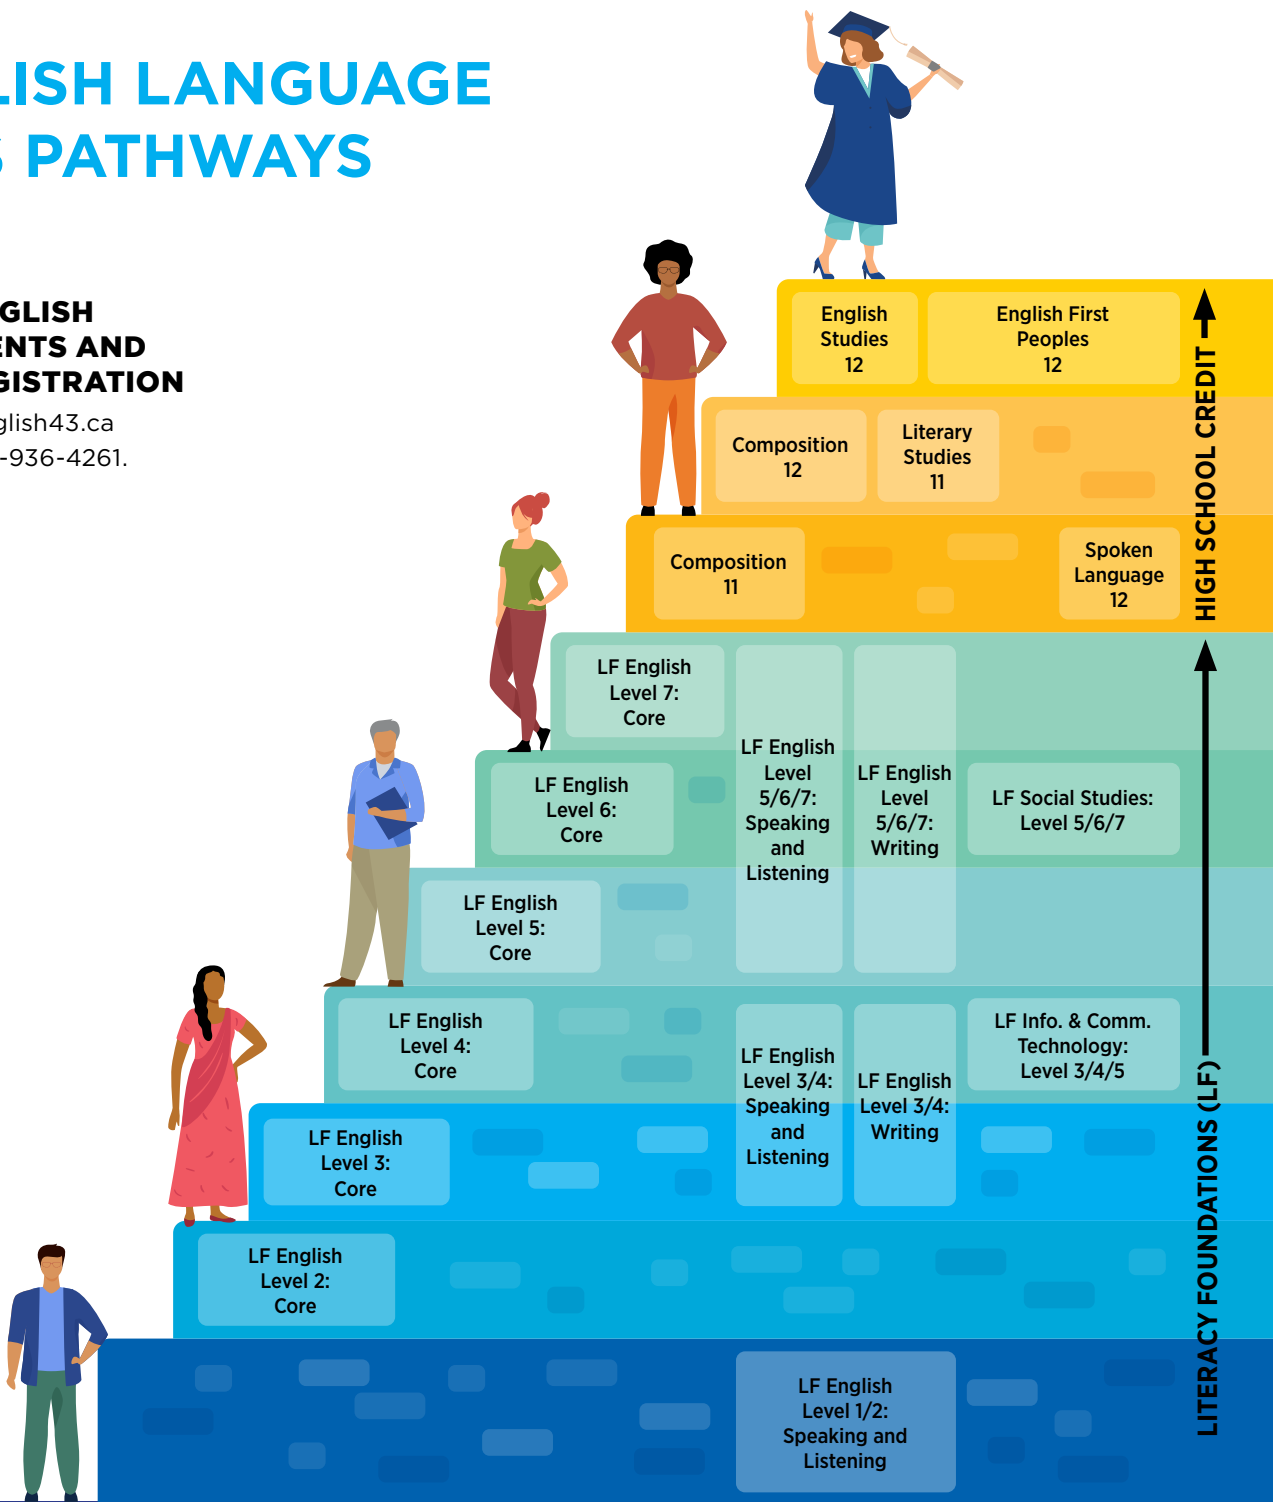 LISH LANGUAGE
S PATHWAYS
GLISH
ENTS AND
GISTRATION
glish43.ca
-936-4261.
English
Studies
12
English First
Peoples
12
Composition
12
Literary
Studies
11
Composition
11
Spoken
Language
12
HIGH SCHOOL CREDIT
LF English
Level 7:
Core
LF English
Level 6:
Core
LF English
Level 5:
Core
LF English
Level
5/6/7:
Speaking
and
Listening
LF English
Level
5/6/7:
Writing
LF Social Studies:
Level 5/6/7
LF English
Level 4:
Core
LF English
Level 3:
Core
LF English
Level 3/4:
Speaking
and
Listening
LF English
Level 3/4:
Writing
LF Info. & Comm.
Technology:
Level 3/4/5
LF English
Level 2:
Core
LF English
Level 1/2:
Speaking and
Listening
LITERACY FOUNDATIONS (LF)